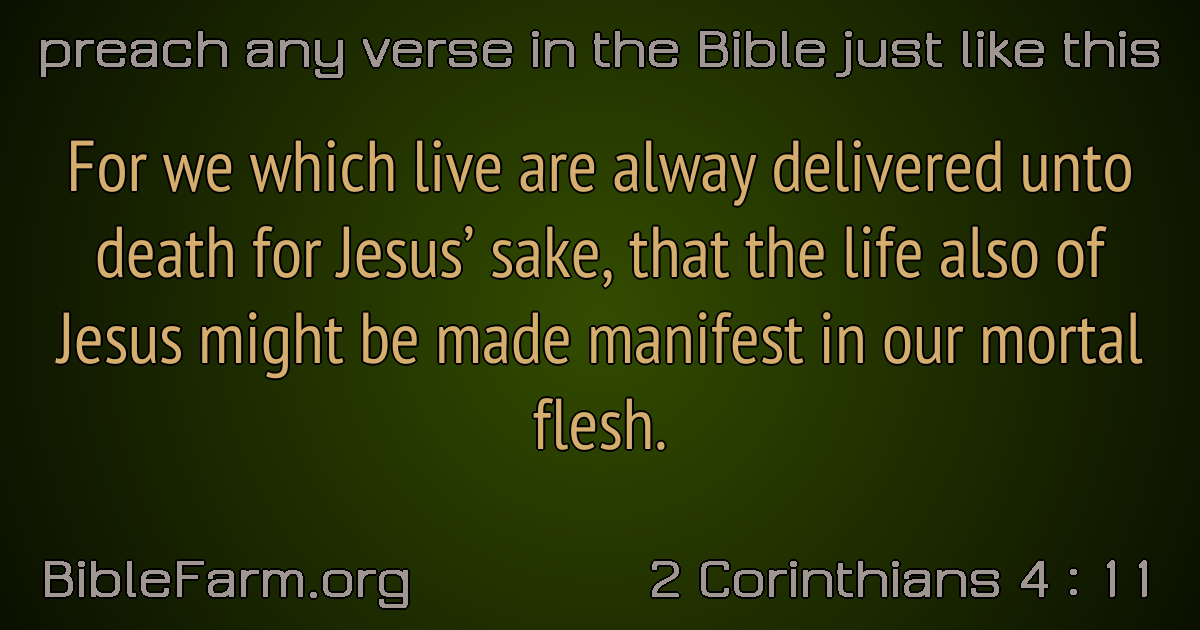 preach any verse in the Bible just like this
For we which live are alway delivered unto
death for Jesus’ sake, that the life also of
Jesus might be made manifest in our mortal
flesh.
BibleFarm.org
2 Corinthians 4 : 11